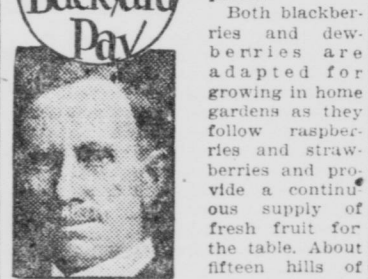 Backyard
Pay
Both blackber-
ries and dew-
berries are
adapted for
growing in home
gardens as they
follow raspber-
ries and straw-
berries and pro-
vide a continu-
ous supply of
fresh fruit for
the table. About
fifteen hills of